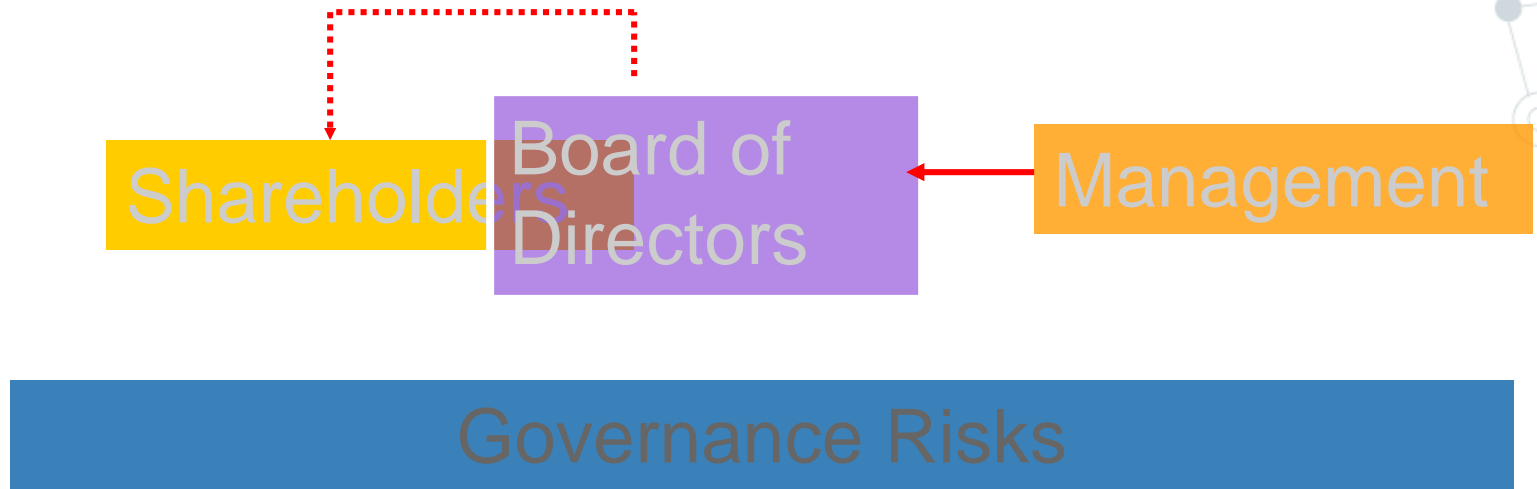 Shareholders
Board of
Directors
Management
Governance Risks